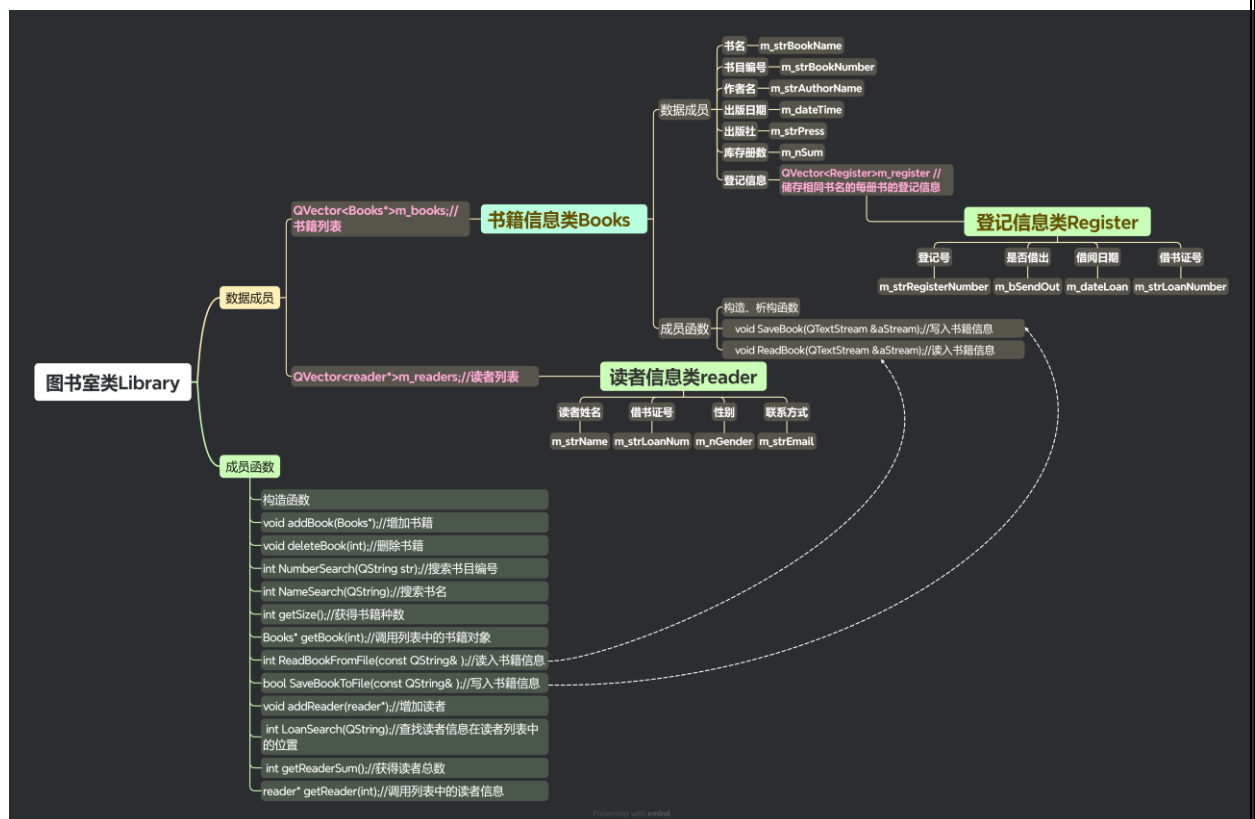 图书室类Library
数据成员
QVector<Books*>m_books;//
书籍列表
书籍信息类Books
数据成员
书名
m_strBookName
书目编号
m_strBookNumber
作者名
m_strAuthorName
出版日期
m_dateTime
出版社
m_strPress
库存册数
m_nSum
登记信息
QVector<Register>m_register //
储存相同书名的每册书的登记信息
登记信息类Register
登记号
是否借出
借阅日期
借书证号
m_strRegisterNumber
m_bSendOut
m_dateLoan
m_strLoanNumber
成员函数
构造、析构函数
void SaveBook(QTextStream &aStream);//写入书籍信息
void ReadBook(QTextStream &aStream);//读入书籍信息
QVector<reader*>m_readers;//读者列表
读者信息类reader
读者姓名
借书证号
性别
联系方式
m_strName
m_strLoanNum
m_nGender
m_strEmail
成员函数
构造函数
void addBook(Books*);//增加书籍
void deleteBook(int);//删除书籍
int NumberSearch(QString str);//搜索书目编号
int NameSearch(QString);//搜索书名
int getSize();//获得书籍种数
Books* getBook(int);//调用列表中的书籍对象
int ReadBookFromFile(const QString& );//读入书籍信息
bool SaveBookToFile(const QString& );//写入书籍信息
void addReader(reader*);//增加读者
int LoanSearch(QString);//查找读者信息在读者列表中
的位置
int getReaderSum();//获得读者总数
reader* getReader(int);//调用列表中的读者信息
Presented with xmind